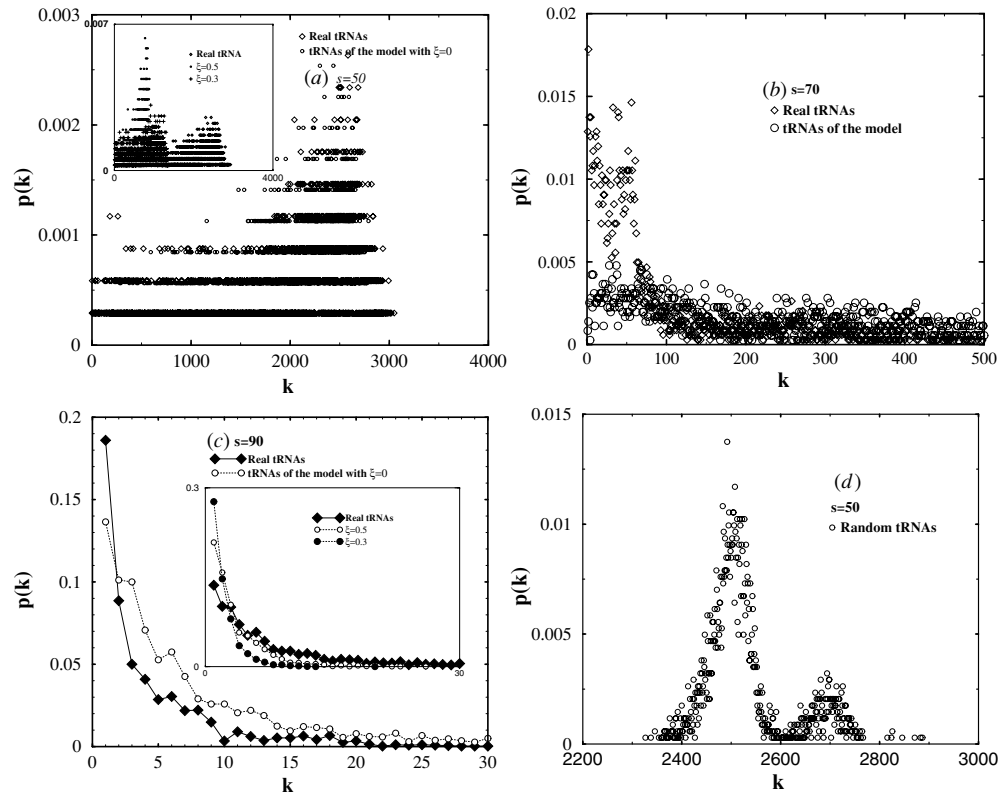 0.003
0.002
0.001
0
p(k)
0 1000 2000 3000 4000
k
Real tRNAs
tRNAs of the model with ξ=0
(a) s=50
0.007
0
0 4000
Real tRNA
ξ=0.5
ξ=0.3
0.02
0.015
0.01
0.005
0
p(k)
0 100 200 300 400 500
k
(b) s=70
Real tRNAs
tRNAs of the model
0.2
0.15
0.1
0.05
0
p(k)
0 5 10 15 20 25 30
k
(c) s=90
Real tRNAs
tRNAs of the model with ξ=0
0.3
0
0 30
Real tRNAs
ξ=0.5
ξ=0.3
0.015
0.01
0.005
0
p(k)
2200 2400 2600 2800 3000
k
(d)
s=50
Random tRNAs